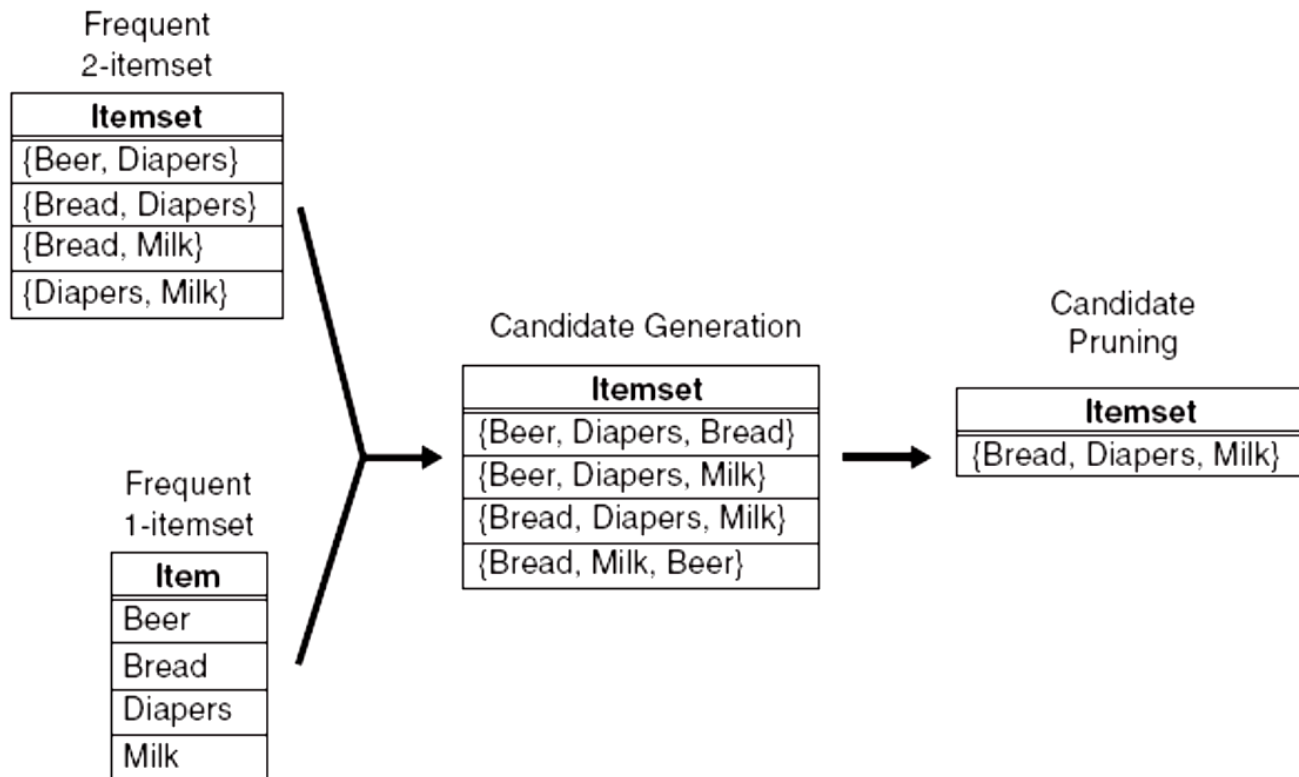 Frequent
2-itemset
Itemset
{Beer, Diapers}
{Bread, Diapers}
{Bread, Milk}
{Diapers, Milk}
Frequent
1-itemset
Item
Beer
Bread
Diapers
Milk
Candidate Generation
Itemset
{Beer, Diapers, Bread}
{Beer, Diapers, Milk}
{Bread, Diapers, Milk}
{Bread, Milk, Beer}
Candidate
Pruning
Itemset
{Bread, Diapers, Milk}